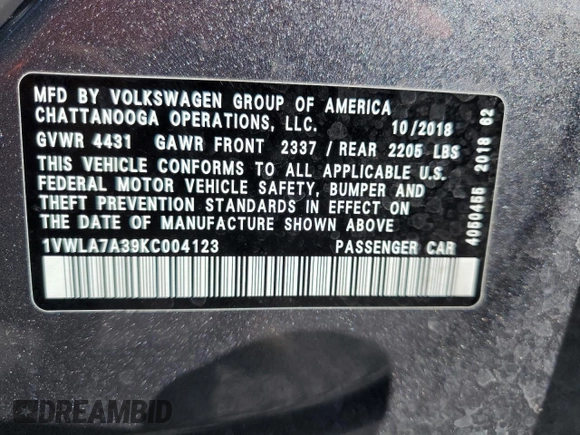 MFD BY VOLKSWAGEN GROUP OF AMERICA
CHATTANOOGA OPERATIONS, LLC. 10/2018
GVWR 4431 GAWR FRONT 2337 / REAR 2205 LBS
THIS VEHICLE CONFORMS TO ALL APPLICABLE U.S.
FEDERAL MOTOR VEHICLE SAFETY, BUMPER AND
THEFT PREVENTION STANDARDS IN EFFECT ON
THE DATE OF MANUFACTURE SHOWN ABOVE
1VWLA7A39KC004123 PASSENGER CAR
4050455 2018 62
DREAMBID